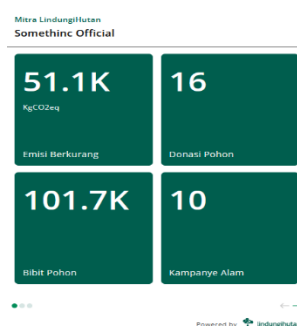 Mitra LindungiHutan
Somethinc Official
51.1K
KgCO2eq
Emisi Berkurang
16
Donasi Pohon
101.7K
Bibit Pohon
10
Kampanye Alam
Powered by lindungihutan